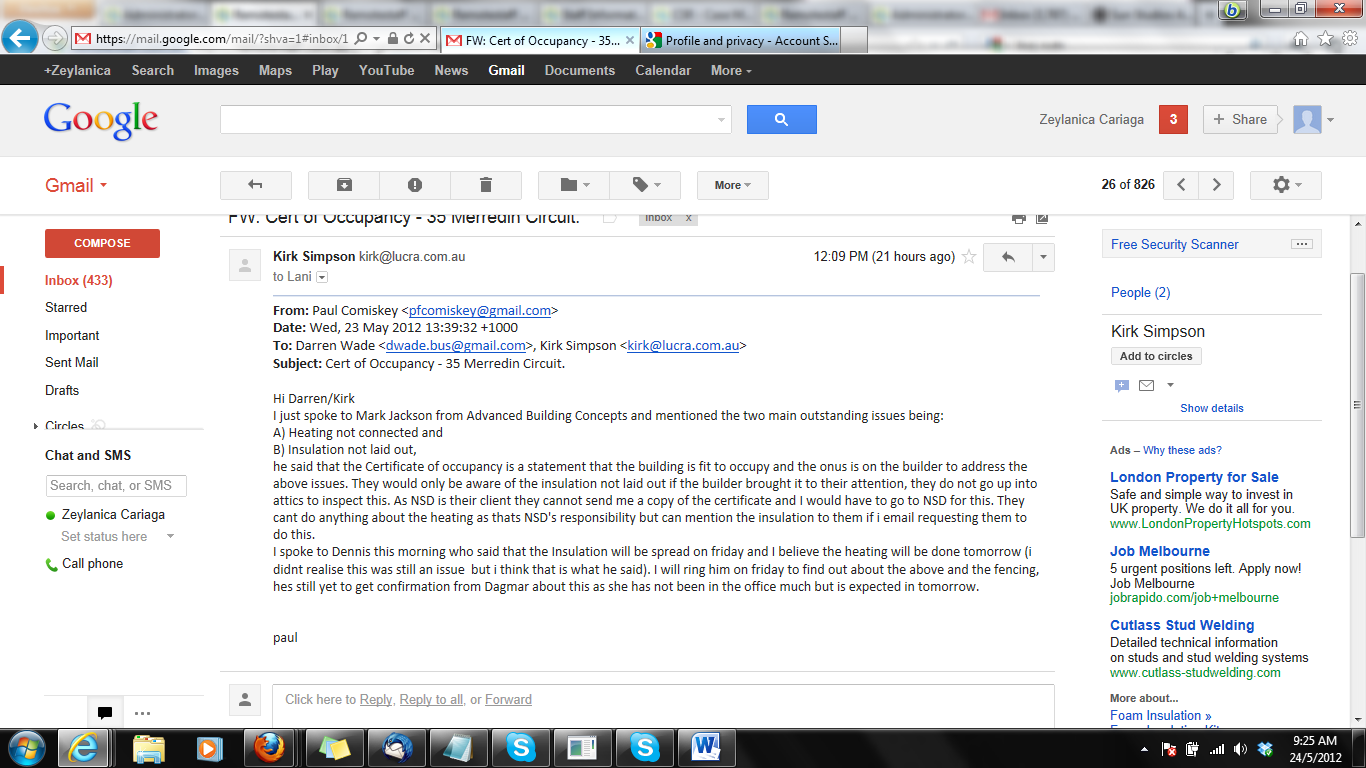 https://mail.google.com/mail/?shva=1#inbox/1
FW: Cert of Occupancy - 35...
Profile and privacy - Account S...
+Zeylanica Search Images Maps Play YouTube News Gmail Documents Calendar More
Google
Zeylanica Cariaga 3 + Share
Gmail
More
26 of 826
FW: Cert of Occupancy - 35 Merredin Circuit.
Inbox x
COMPOSE
Inbox (433)
Starred
Important
Sent Mail
Drafts
Circles
Chat and SMS
Search, chat, or SMS
Zeylanica Cariaga
Set status here
Call phone
Kirk Simpson kirk@lucra.com.au
12:09 PM (21 hours ago)
to Lani
From: Paul Comiskey <pfcomiskey@gmail.com>
Date: Wed, 23 May 2012 13:39:32 +1000
To: Darren Wade <dwade.bus@gmail.com>, Kirk Simpson <kirk@lucra.com.au>
Subject: Cert of Occupancy - 35 Merredin Circuit.
Hi Darren/Kirk
I just spoke to Mark Jackson from Advanced Building Concepts and mentioned the two main outstanding issues being:
A) Heating not connected and
B) Insulation not laid out,
he said that the Certificate of occupancy is a statement that the building is fit to occupy and the onus is on the builder to address the
above issues. They would only be aware of the insulation not laid out if the builder brought it to their attention, they do not go up into
attics to inspect this. As NSD is their client they cannot send me a copy of the certificate and I would have to go to NSD for this. They
cant do anything about the heating as thats NSD's responsibility but can mention the insulation to them if i email requesting them to
do this.
I spoke to Dennis this morning who said that the Insulation will be spread on friday and I believe the heating will be done tomorrow (i
didnt realise this was still an issue  but i think that is what he said). I will ring him on friday to find out about the above and the fencing,
hes still yet to get confirmation from Dagmar about this as she has not been in the office much but is expected in tomorrow.
paul
Click here to Reply, Reply to all, or Forward
Free Security Scanner
People (2)
Kirk Simpson
Add to circles
Show details
Ads – Why these ads?
London Property for Sale
Safe and simple way to invest in
UK property. We do it all for you.
www.LondonPropertyHotspots.com
Job Melbourne
5 urgent positions left. Apply now!
Job Melbourne
jobrapido.com/job+melbourne
Cutlass Stud Welding
Detailed technical information
on studs and stud welding systems
www.cutlass-studwelding.com
More about...
Foam Insulation »
9:25 AM
24/5/2012